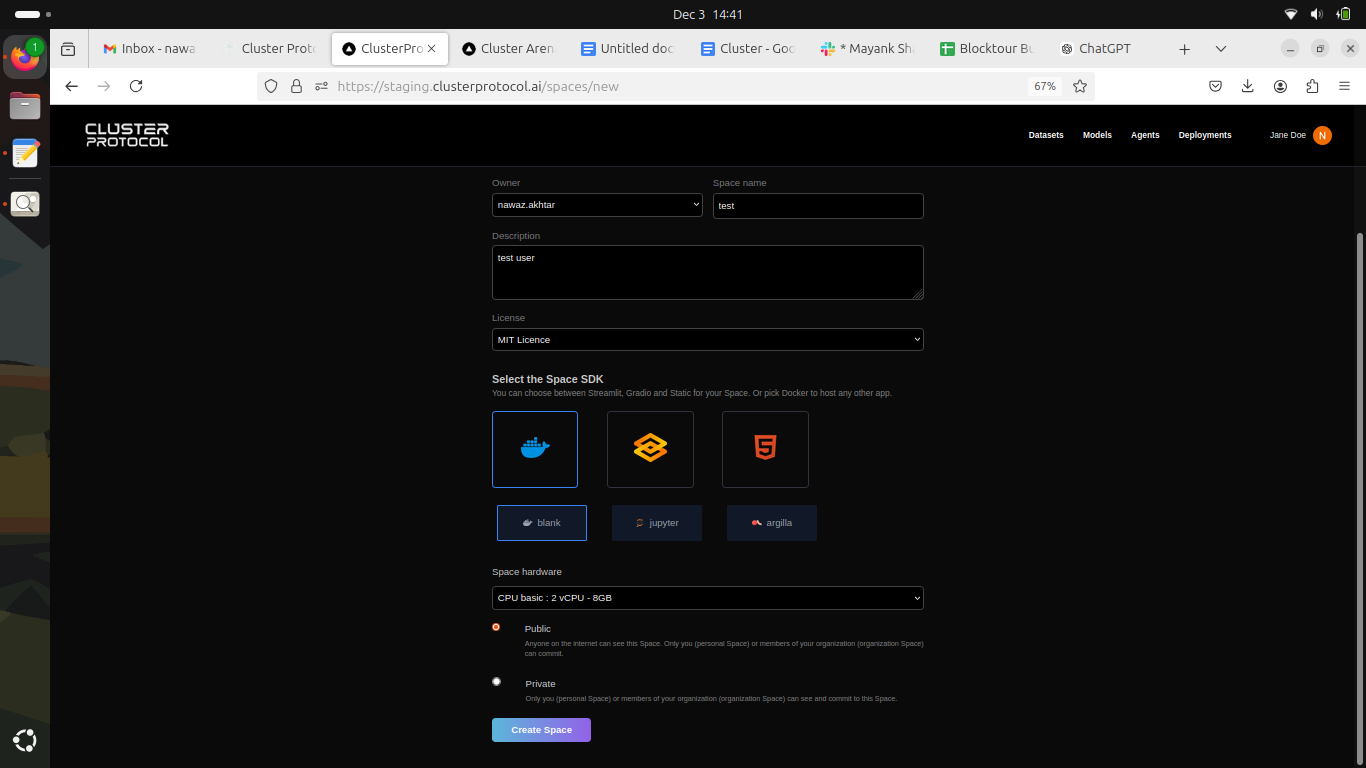 Dec 3 14:41
1
Inbox - nawa
Cluster Proto
ClusterPro
Cluster Aren
Untitled doc
Cluster - Goo
* Mayank Sha
Blocktour Bu
ChatGPT
https://staging.clusterprotocol.ai/spaces/new
67%
CLUSTER
PROTOCOL
Datasets Models Agents Deployments Jane Doe N
Owner Space name
nawaz.akhtar test
Description
test user
License
MIT Licence
Select the Space SDK
You can choose between Streamlit, Gradio and Static for your Space. Or pick Docker to host any other app.
blank jupyter argilla
Space hardware
CPU basic : 2 vCPU - 8GB
Public
Anyone on the internet can see this Space. Only you (personal Space) or members of your organization (organization Space)
can commit.
Private
Only you (personal Space) or members of your organization (organization Space) can see and commit to this Space.
Create Space